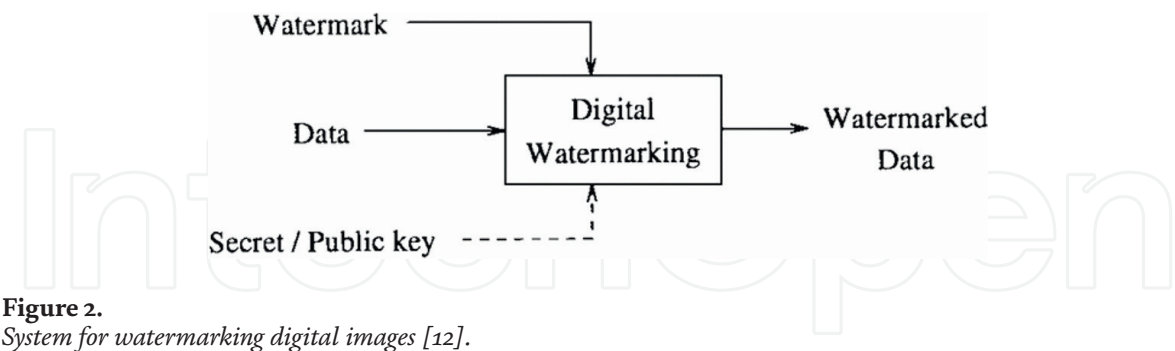 Watermark
Data
Digital
Watermarking
Watermarked
Data
Secret / Public key
IntechOpen
Figure 2.
System for watermarking digital images [12].